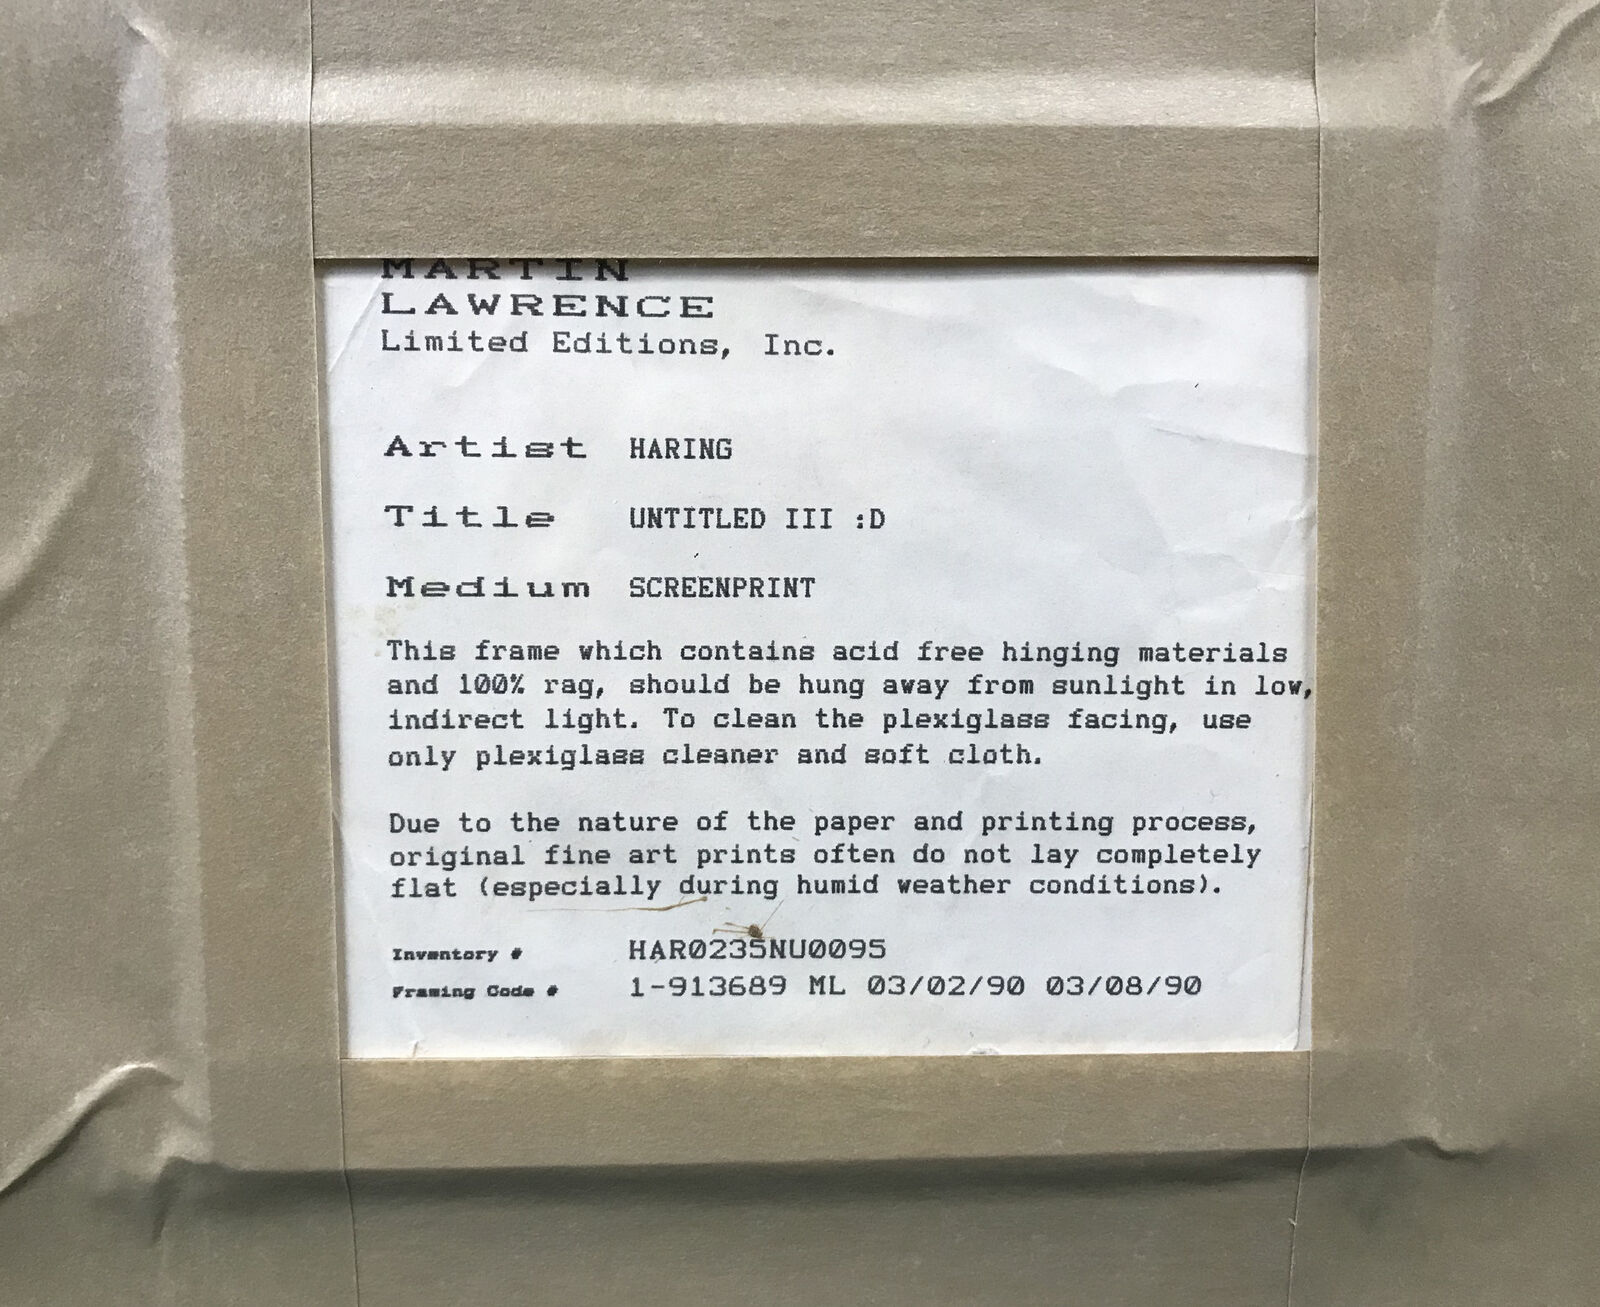 MARTIN
LAWRENCE
Limited Editions, Inc.
Artist HARING
Title UNTITLED III :D
Medium SCREENPRINT
This frame which contains acid free hinging materials
and 100% rag, should be hung away from sunlight in low,
indirect light. To clean the plexiglass facing, use
only plexiglass cleaner and soft cloth.
Due to the nature of the paper and printing process,
original fine art prints often do not lay completely
flat (especially during humid weather conditions).
Inventory # HAR0235NU0095
Framing Code # 1-913689 ML 03/02/90 03/08/90